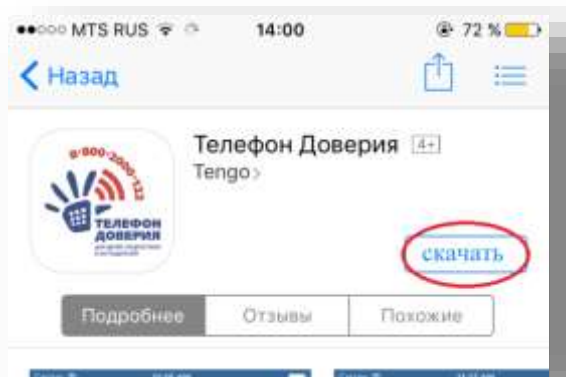 MTS RUS 14:00 72 %
Назад
Телефон Доверия 4+
Tengo >
8-800-2000-122
ТЕЛЕФОН
ДОВЕРИЯ
скачать
Подробнее Отзывы Похожие